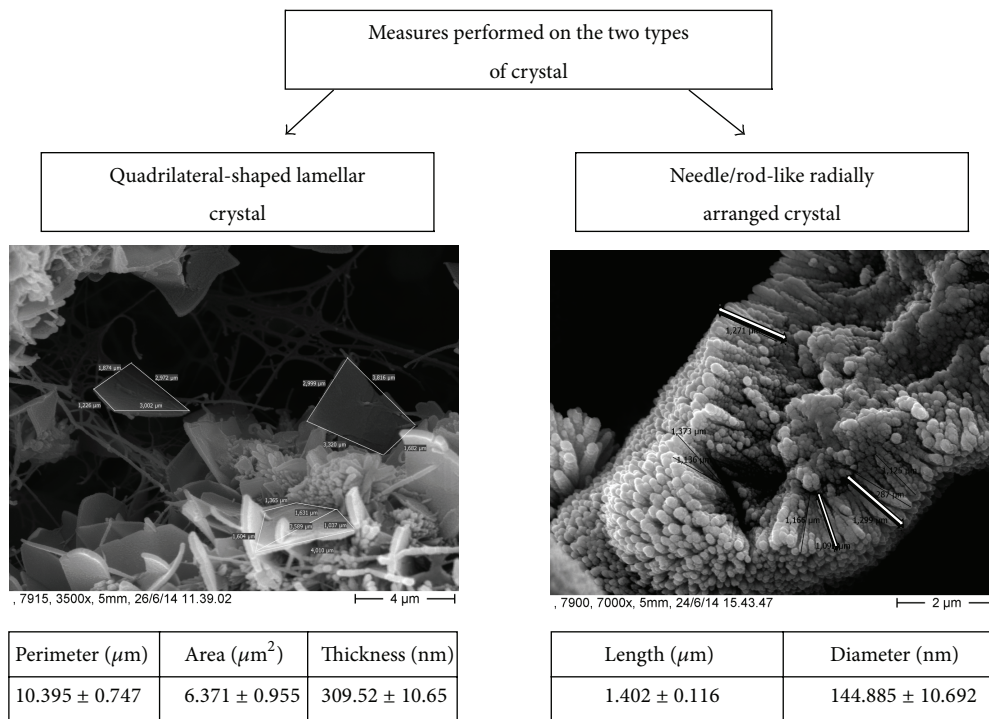 Measures performed on the two types
of crystal
Quadrilateral-shaped lamellar
crystal
Needle/rod-like radially
arranged crystal
1,874 µm
2,972 µm
1,226 µm
3,002 µm
2,999 µm
3,816 µm
3,320 µm
1,682 µm
1,365 µm
1,631 µm
3,589 µm
1,037 µm
1,604 µm
4,010 µm
, 7915, 3500x, 5mm, 26/6/14 11.39.02
4 µm
1,271 µm
1,373 µm
1,136 µm
1,166 µm
1,299 µm
, 7900, 7000x, 5mm, 24/6/14 15.43.47
2 µm
Perimeter (µm) Area (µm²) Thickness (nm)
10.395 ± 0.747 6.371 ± 0.955 309.52 ± 10.65
Length (µm) Diameter (nm)
1.402 ± 0.116 144.885 ± 10.692